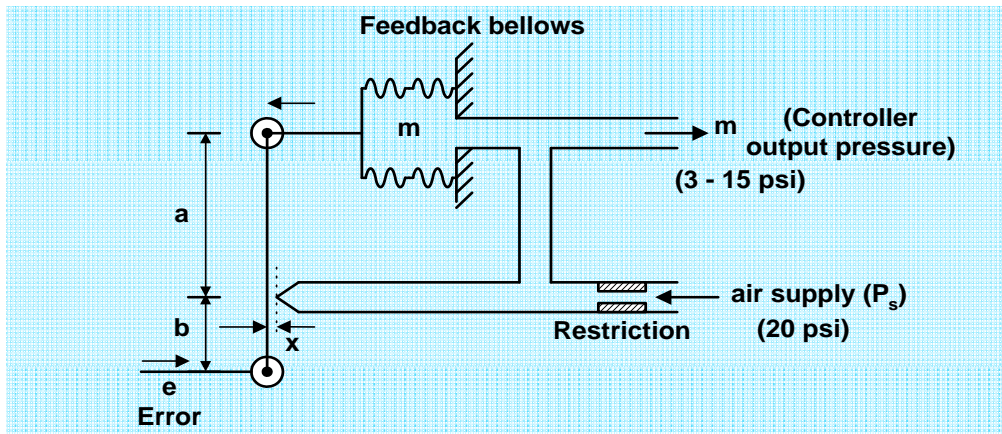 Feedback bellows
m
m
(Controller
output pressure)
(3 - 15 psi)
a
b
x
air supply (Ps)
(20 psi)
Restriction
e
Error